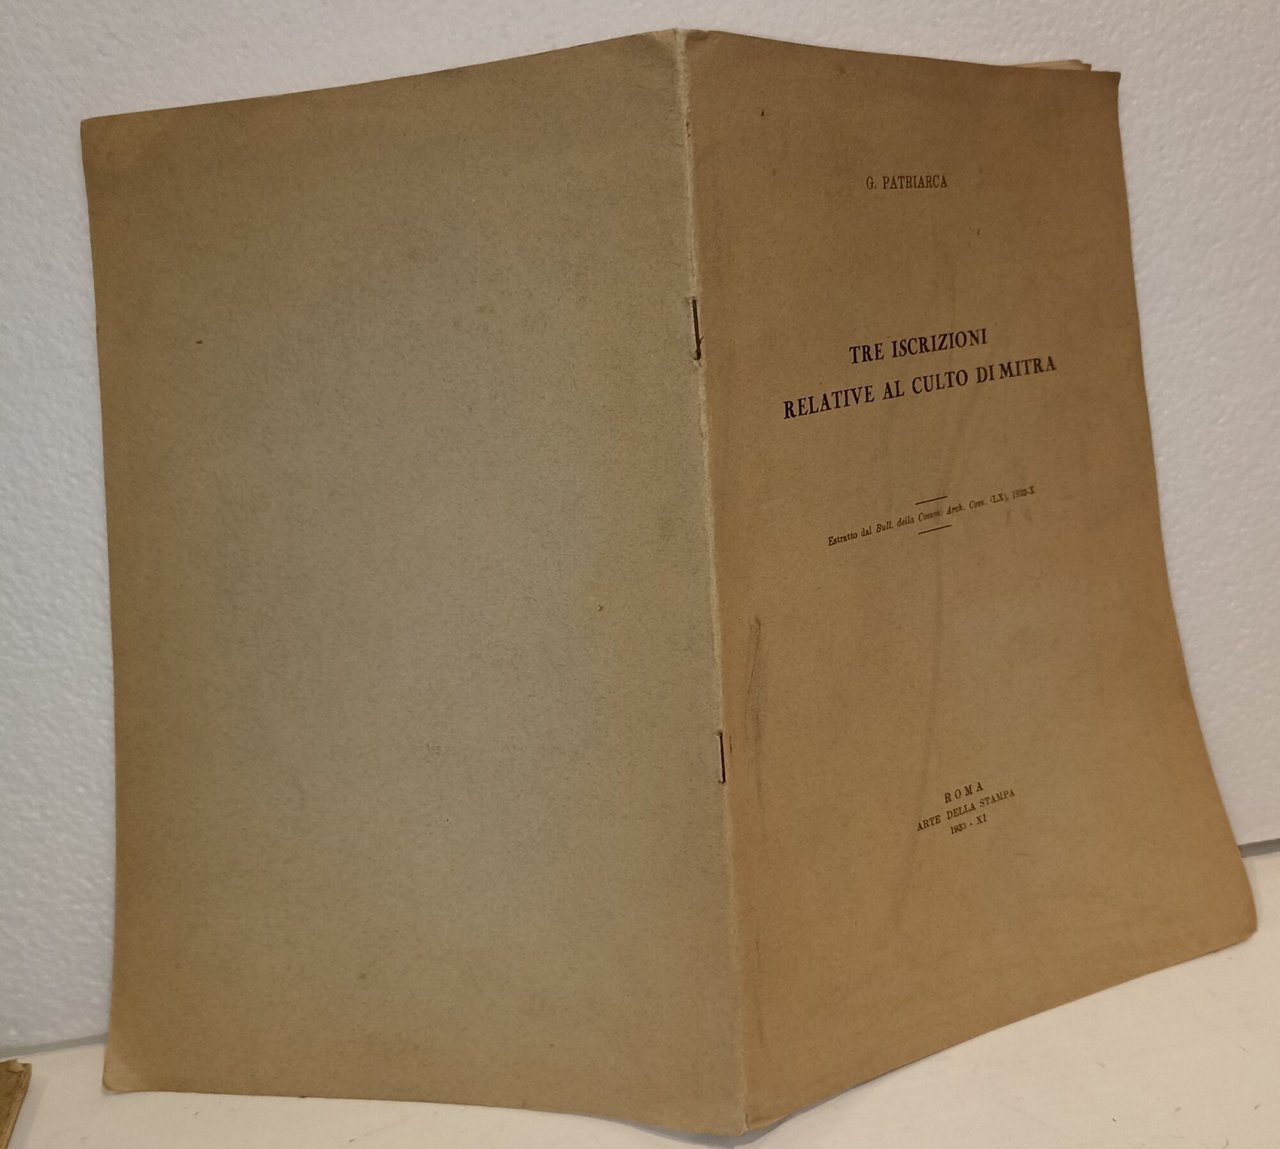 G. PATRIARCA
TRE ISCRIZIONI
RELATIVE AL CULTO DI MITRA
Estratto dal Bull. della Comm. Arch. Com. (LX), 1932-X
ROMA
ARTE DELLA STAMPA
1933 - XI